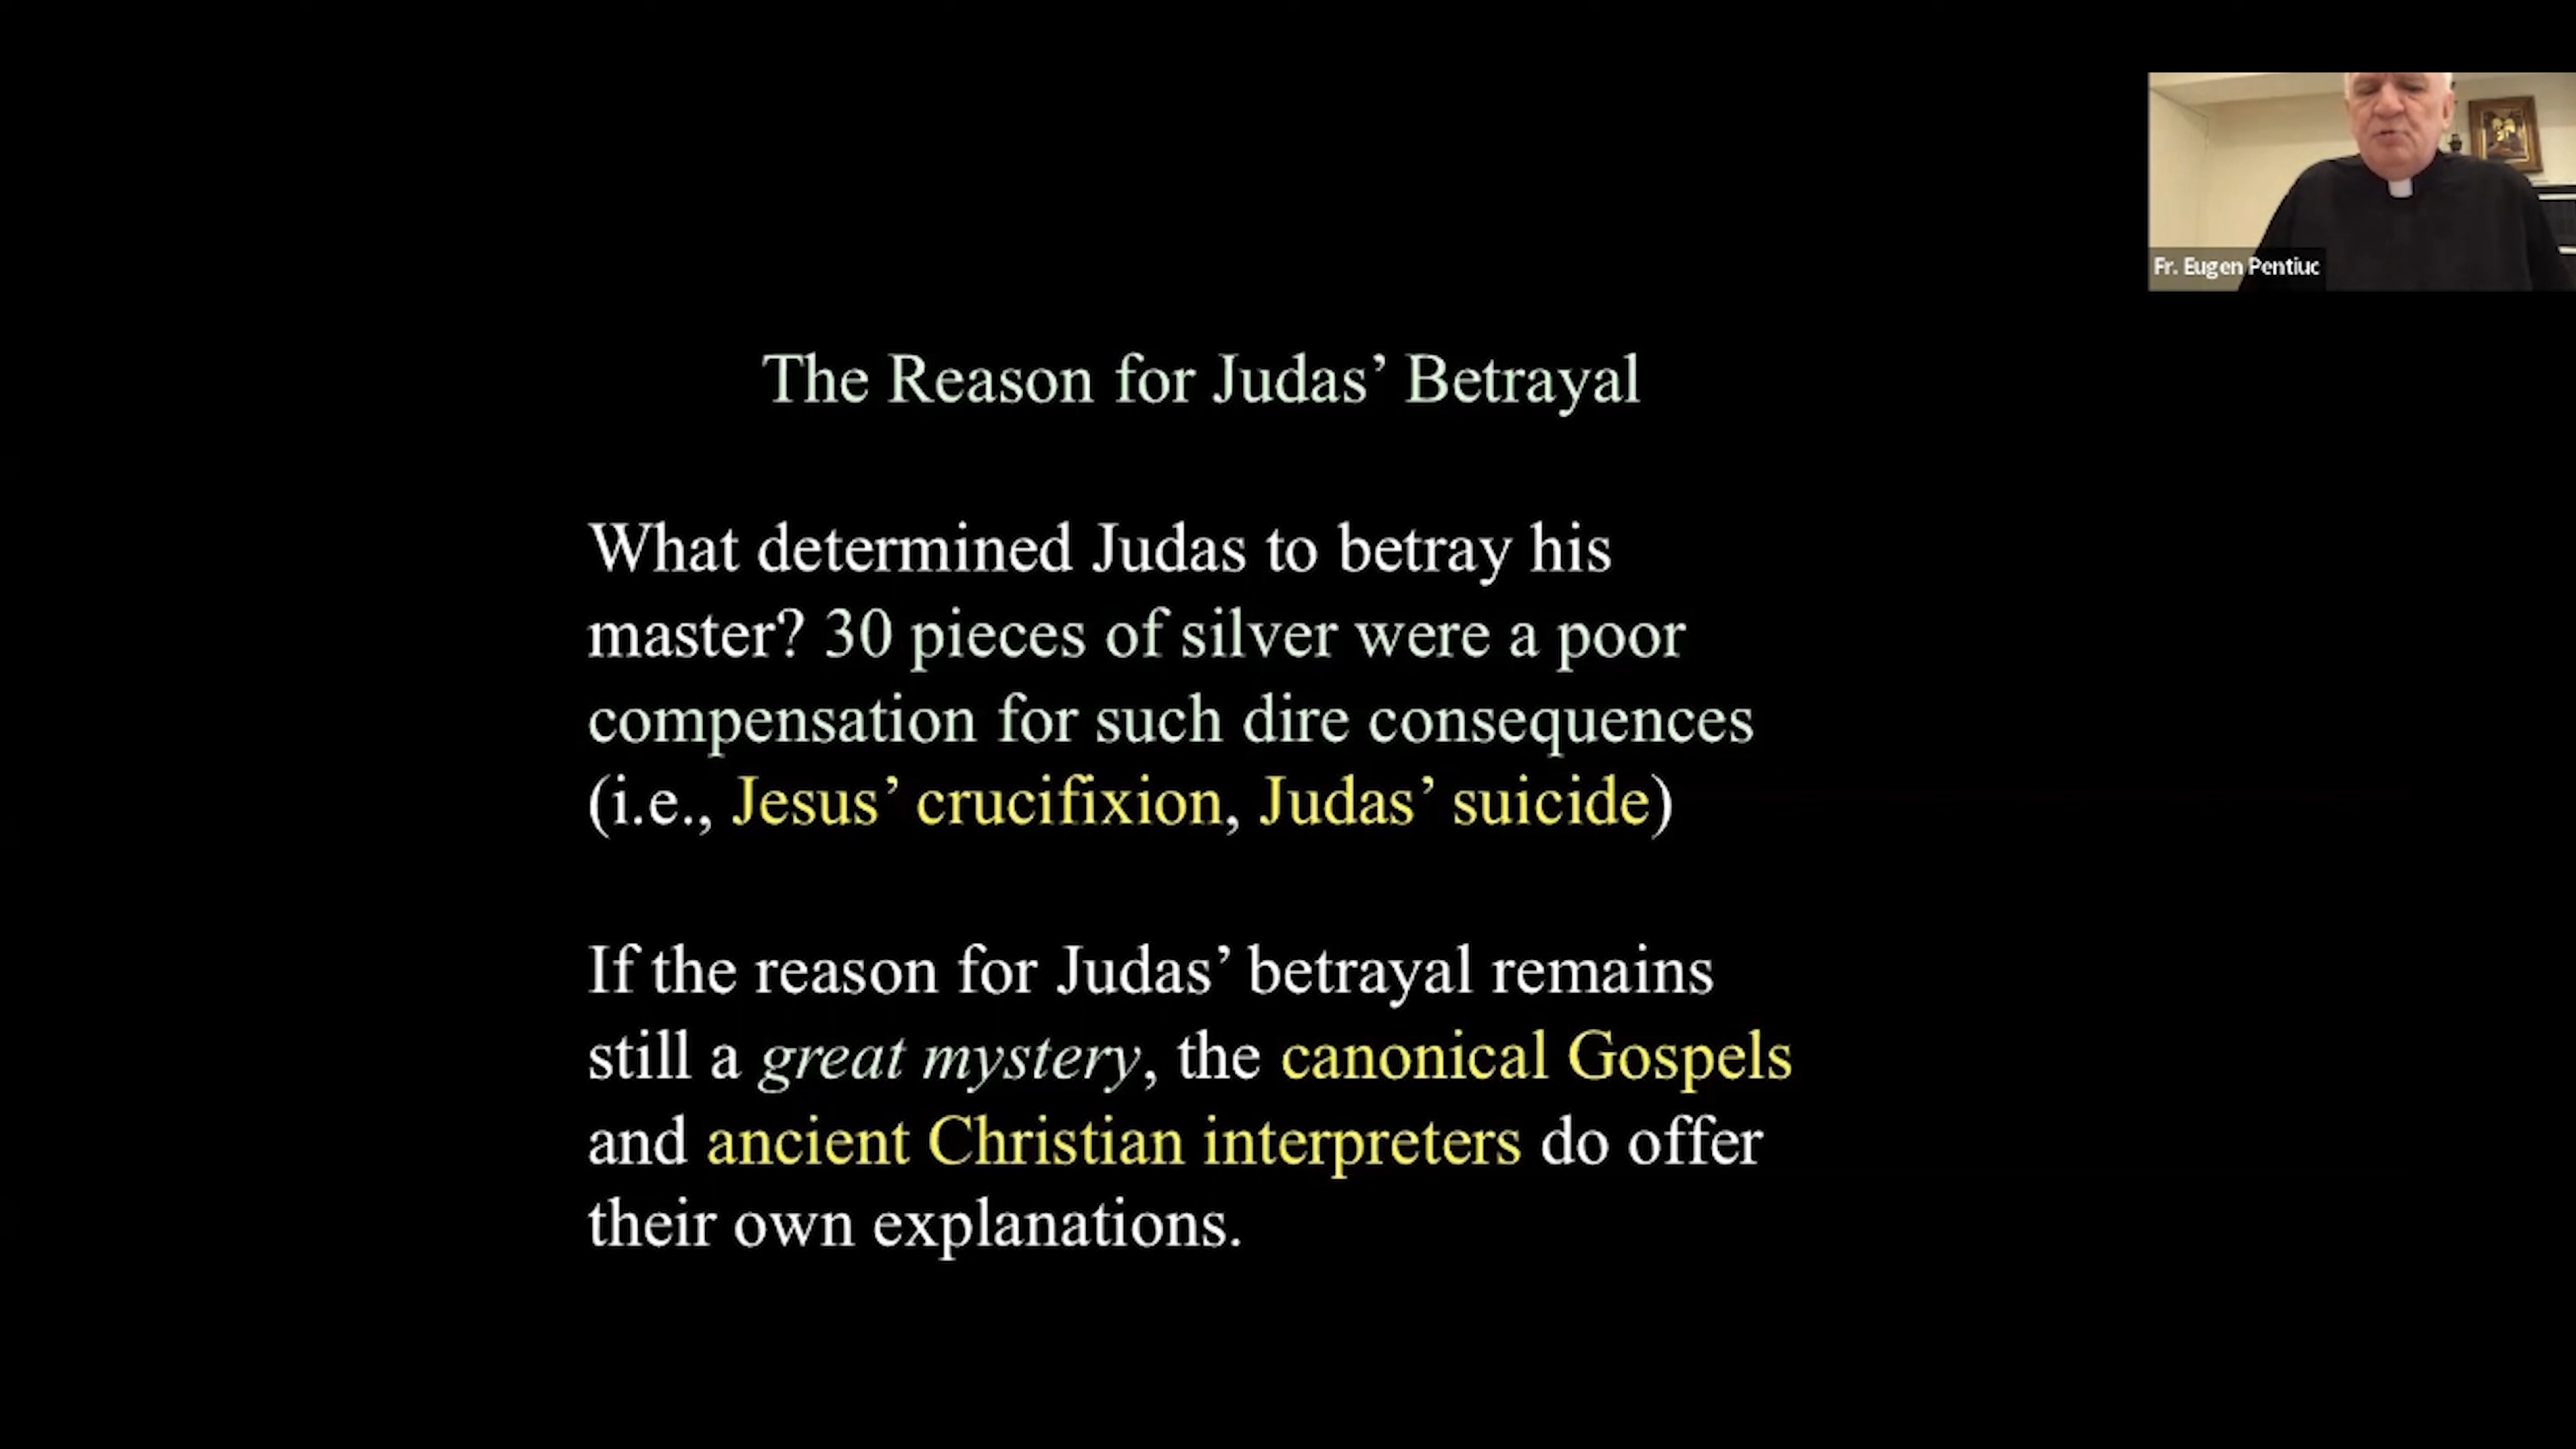 Fr. Eugen Pentiuc
The Reason for Judas’ Betrayal
What determined Judas to betray his
master? 30 pieces of silver were a poor
compensation for such dire consequences
(i.e., Jesus’ crucifixion, Judas’ suicide)
If the reason for Judas’ betrayal remains
still a great mystery, the canonical Gospels
and ancient Christian interpreters do offer
their own explanations.